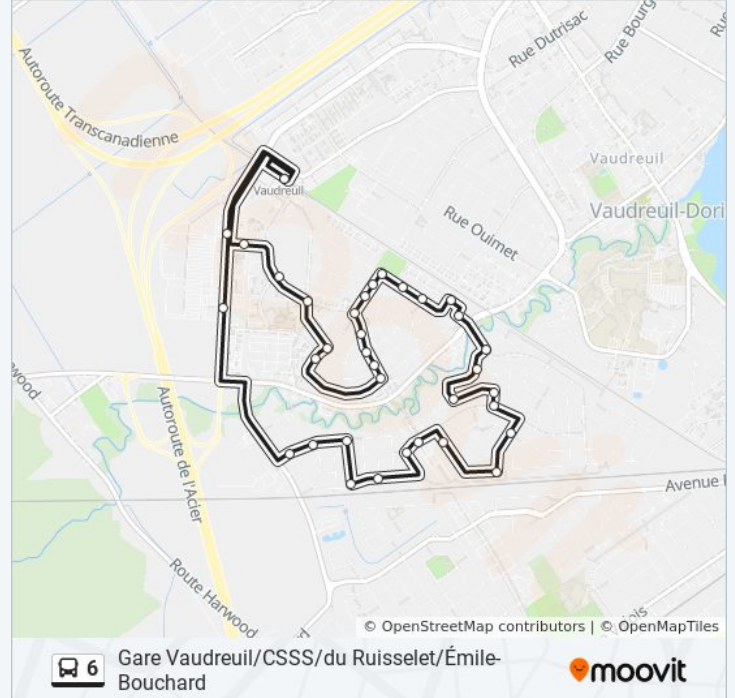 Rue Dutrisac
Rue Bourg
Autoroute Transcanadienne
Vaudreuil
Vaudreuil
Vaudreuil-Dori
Rue Ouimet
wood
Autoroute de l'Acier
Avenue
Route Harwood
© OpenStreetMap contributors | © OpenMapTiles
6
Gare Vaudreuil/CSSS/du Ruisselet/Émile-
Bouchard
moovit